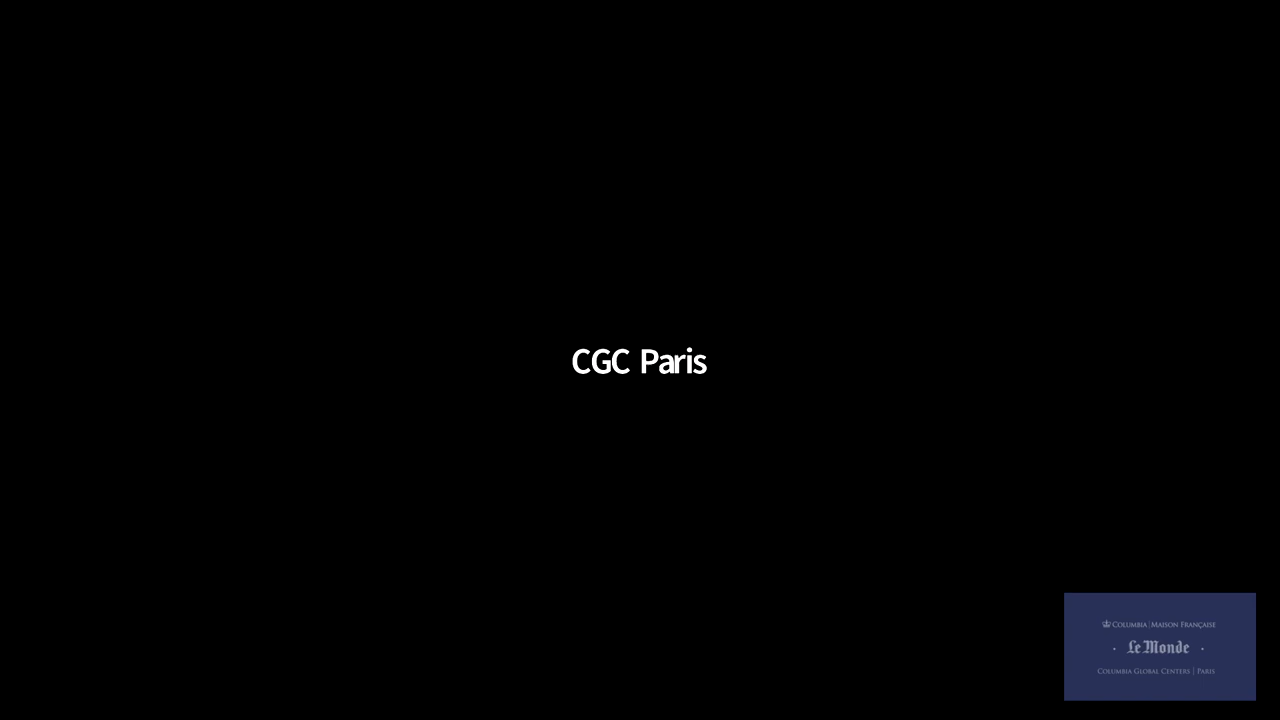 CGC Paris
COLUMBIA | MAISON FRANÇAISE
· Le Monde ·
COLUMBIA GLOBAL CENTERS | PARIS